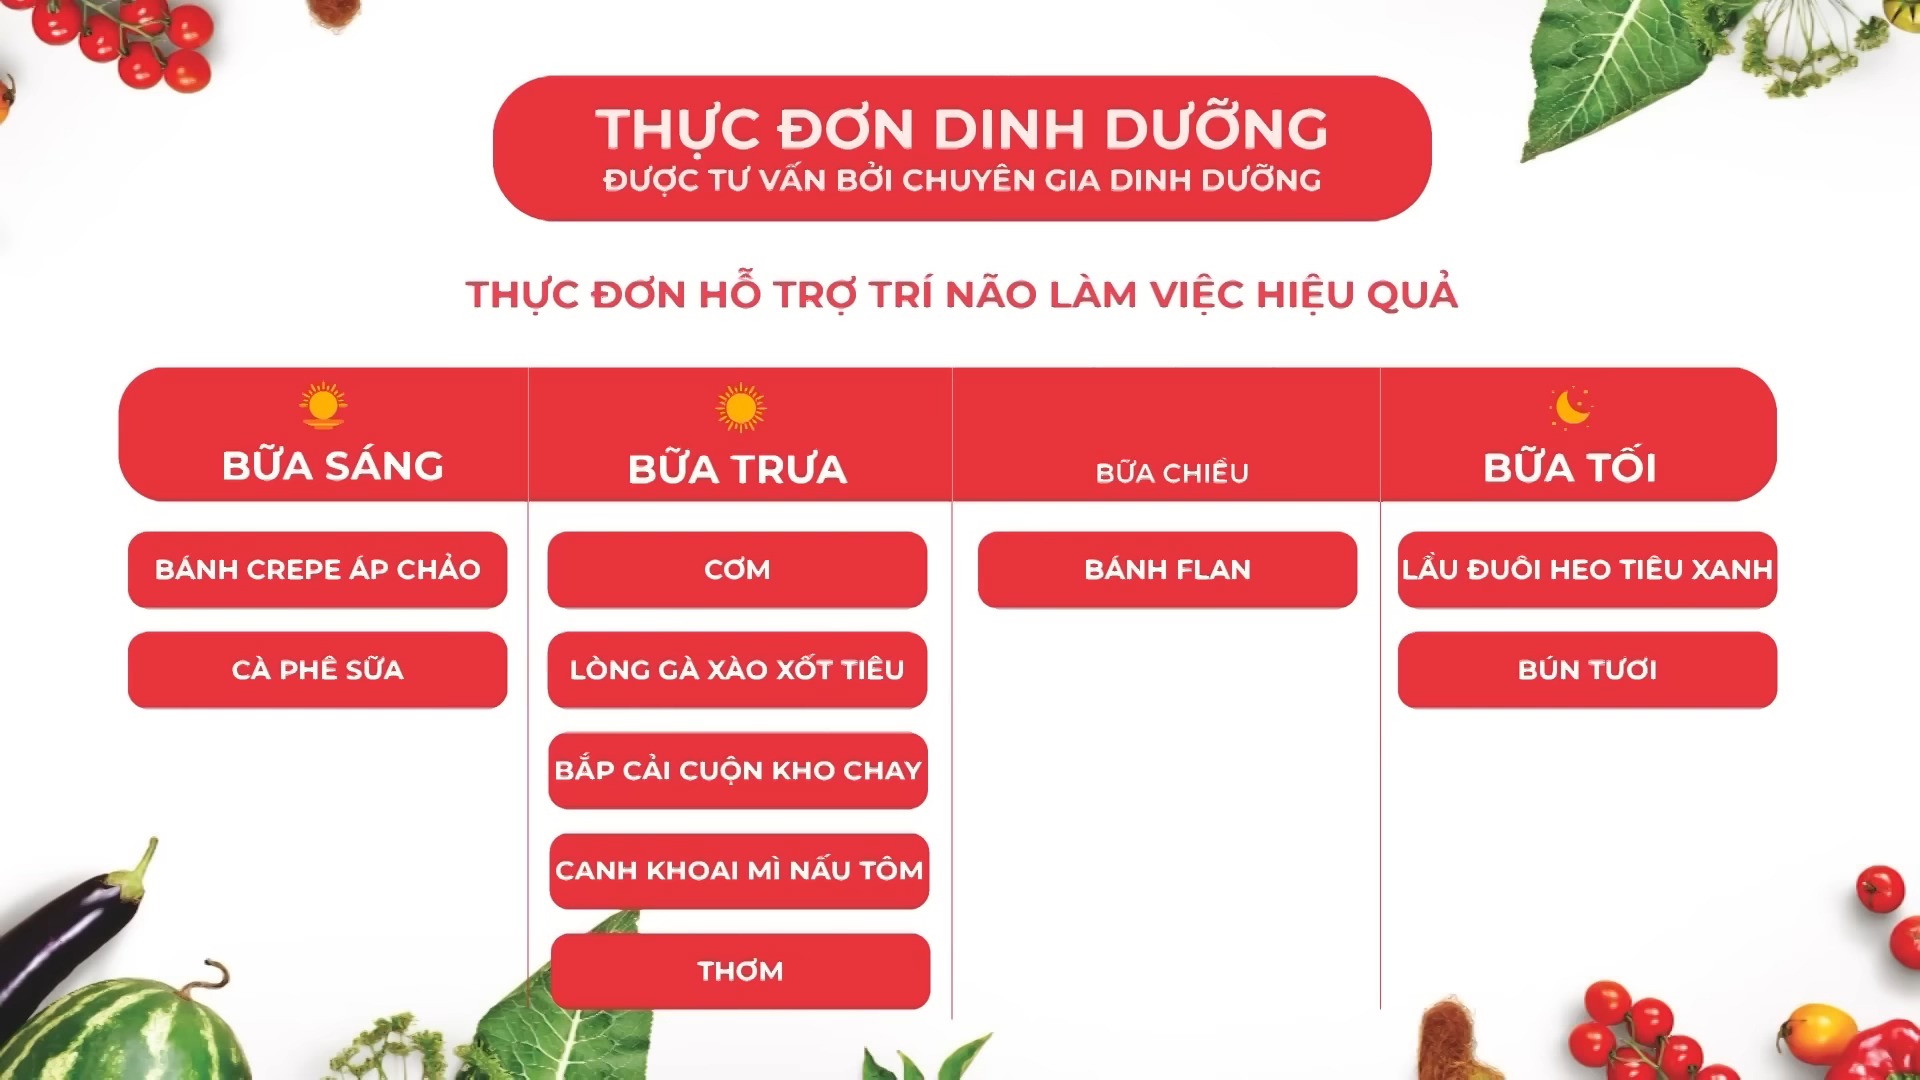 THỰC ĐƠN DINH DƯỠNG
ĐƯỢC TƯ VẤN BỞI CHUYÊN GIA DINH DƯỠNG
THỰC ĐƠN HỖ TRỢ TRÍ NÃO LÀM VIỆC HIỆU QUẢ
BỮA SÁNG
BÁNH CREPE ÁP CHẢO
CÀ PHÊ SỮA
BỮA TRƯA
CƠM
LÒNG GÀ XÀO XỐT TIÊU
BẮP CẢI CUỘN KHO CHAY
CANH KHOAI MÌ NẤU TÔM
THƠM
BỮA CHIỀU
BÁNH FLAN
BỮA TỐI
LẨU ĐUÔI HEO TIÊU XANH
BÚN TƯƠI